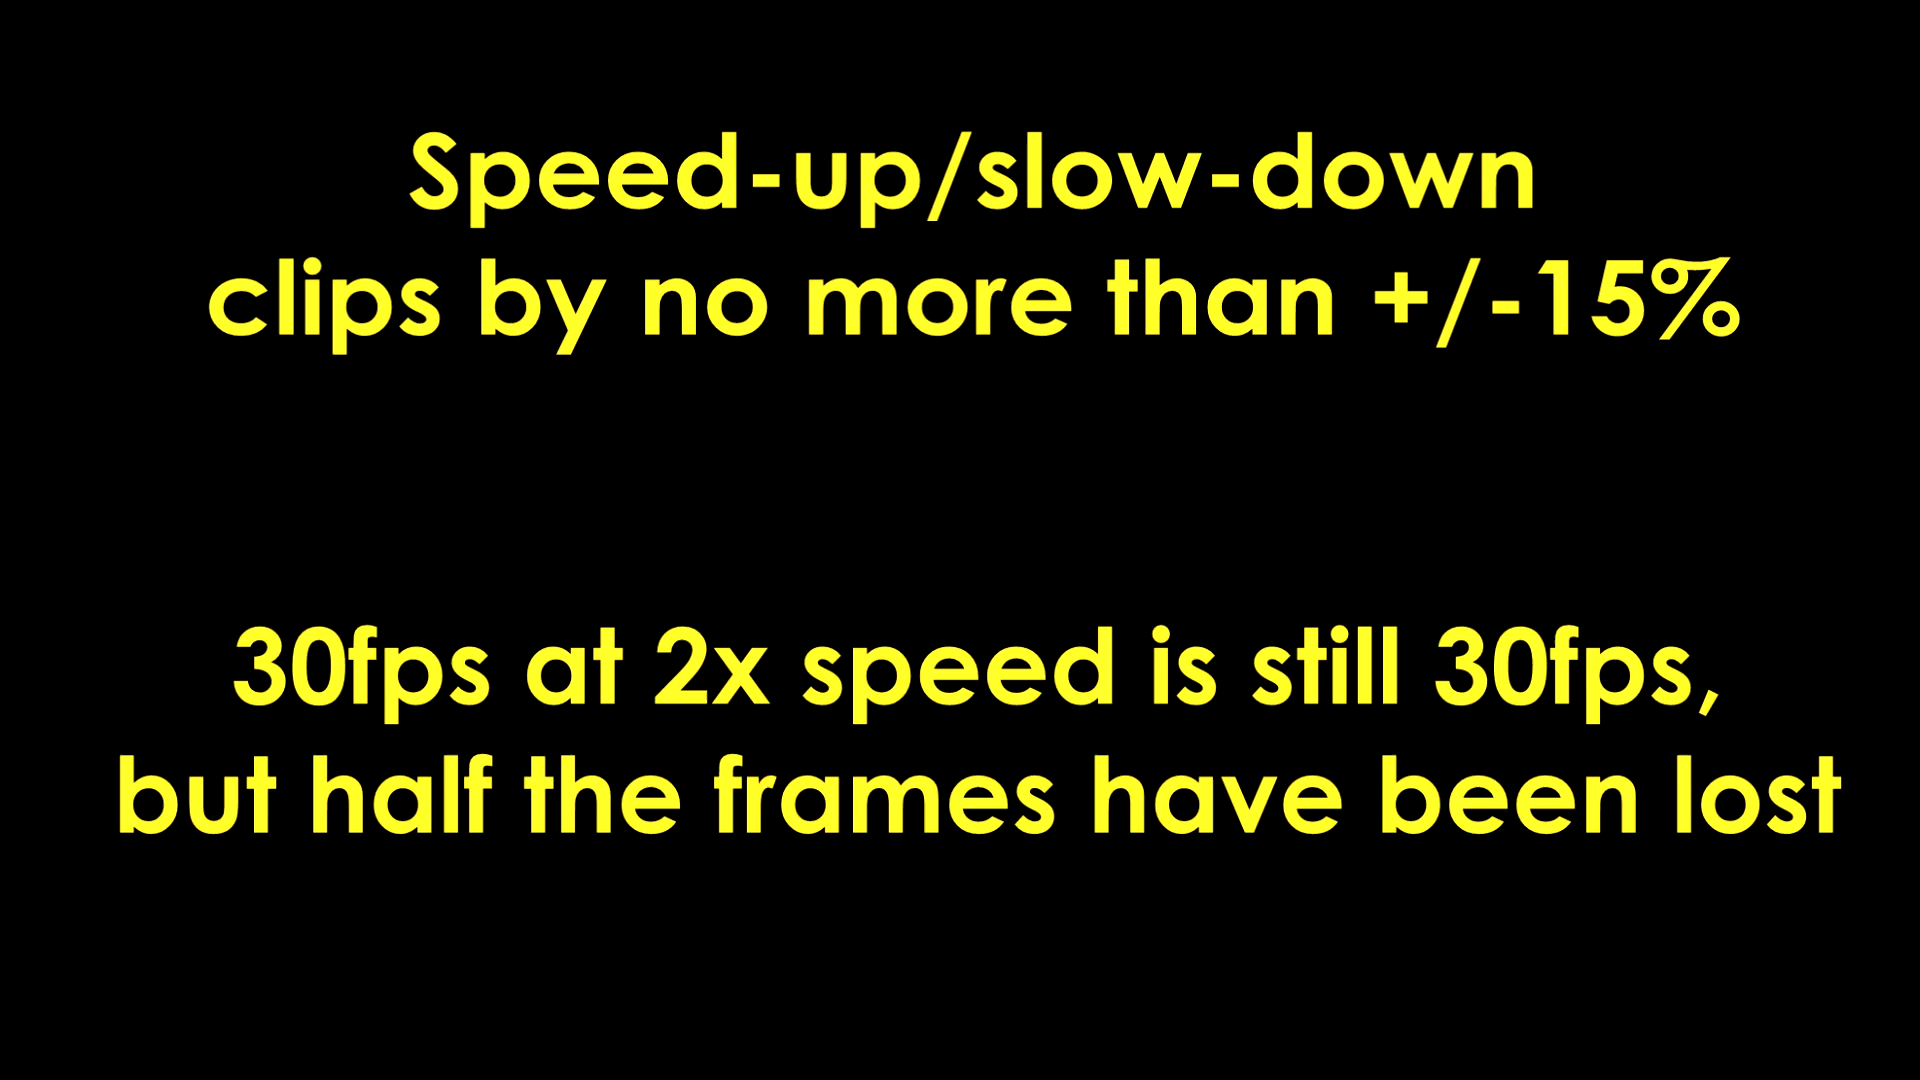 Speed-up/slow-down
clips by no more than +/-15%
30fps at 2x speed is still 30fps,
but half the frames have been lost